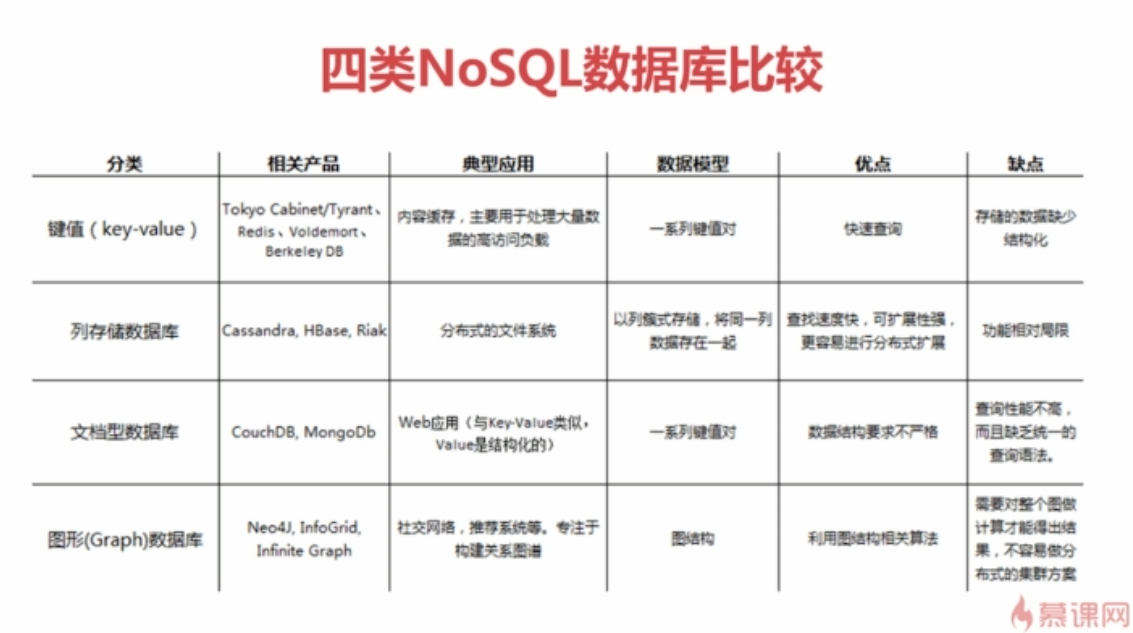 四类NoSQL数据库比较
分类 相关产品 典型应用 数据模型 优点 缺点
键值（key-value）
Tokyo Cabinet/Tyrant、
Redis、Voldemort、
Berkeley DB
内容缓存，主要用于处理大量数
据的高访问负载
一系列键值对
快速查询
存储的数据缺少
结构化
列存储数据库
Cassandra, HBase, Riak
分布式的文件系统
以列簇式存储，将同一列
数据存在一起
查找速度快，可扩展性强，
更容易进行分布式扩展
功能相对局限
文档型数据库
CouchDB, MongoDb
Web应用（与Key-Value类似，
Value是结构化的）
一系列键值对
数据结构要求不严格
查询性能不高，
而且缺乏统一的
查询语法。
图形(Graph)数据库
Neo4J, InfoGrid,
Infinite Graph
社交网络，推荐系统等。专注于
构建关系图谱
图结构
利用图结构相关算法
需要对整个图做
计算才能得出结
果，不容易做分
布式的集群方案
慕课网